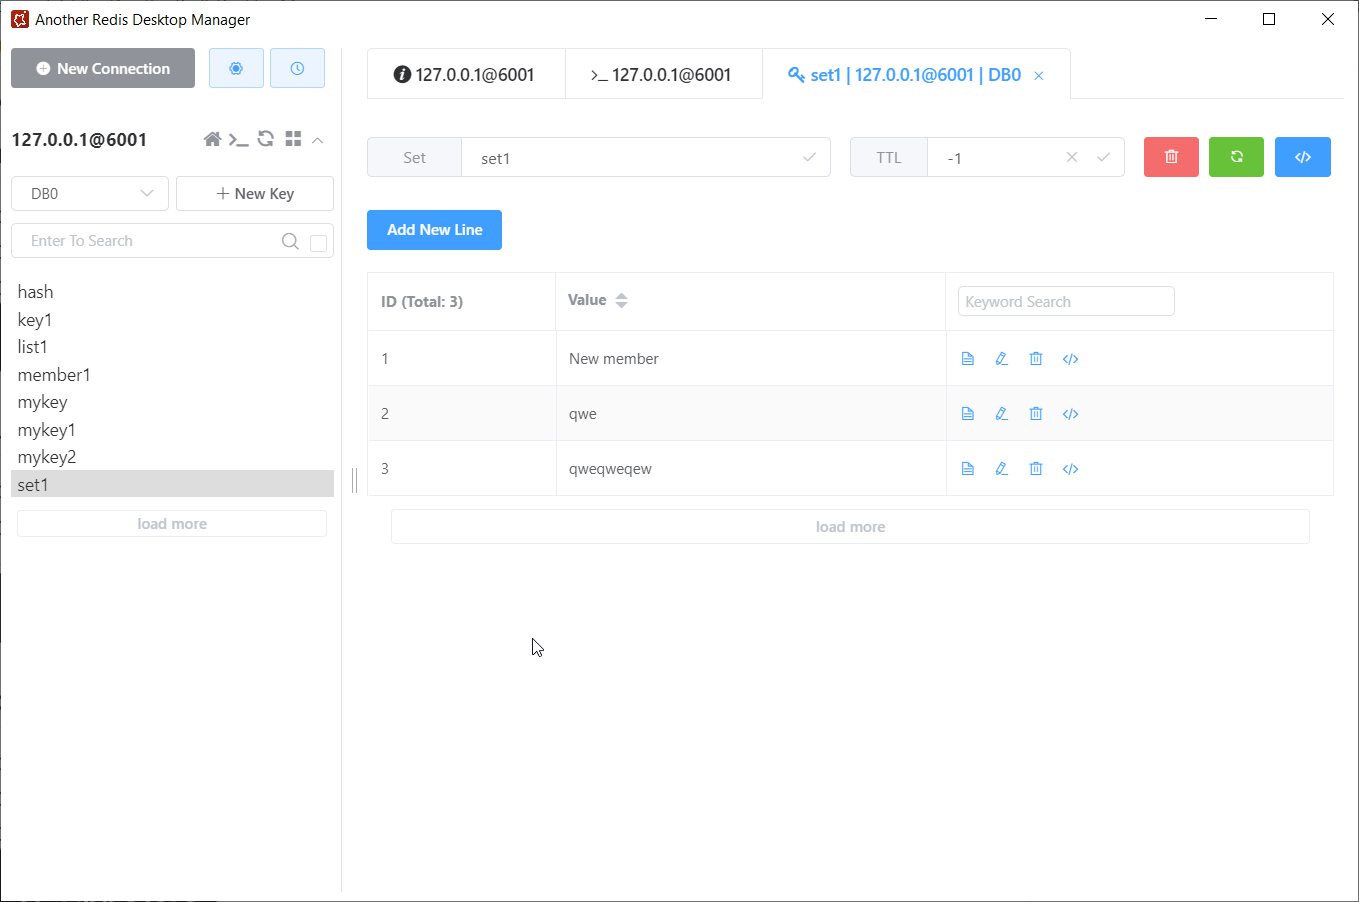 Another Redis Desktop Manager
New Connection
127.0.0.1@6001
DB0
New Key
Enter To Search
hash
key1
list1
member1
mykey
mykey1
mykey2
set1
load more
127.0.0.1@6001
127.0.0.1@6001
set1 | 127.0.0.1@6001 | DB0
Set set1
TTL -1
Add New Line
ID (Total: 3) Value Keyword Search
1 New member
2 qwe
3 qweqweqew
load more